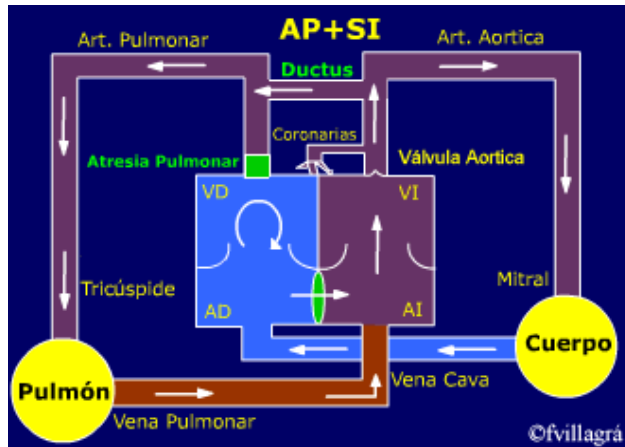 AP+SI
Art. Pulmonar
Art. Aortica
Ductus
Coronarias
Atresia Pulmonar
Válvula Aortica
VD
VI
Tricúspide
Mitral
AD
AI
Pulmón
Cuerpo
Vena Cava
Vena Pulmonar
©fvillagrá